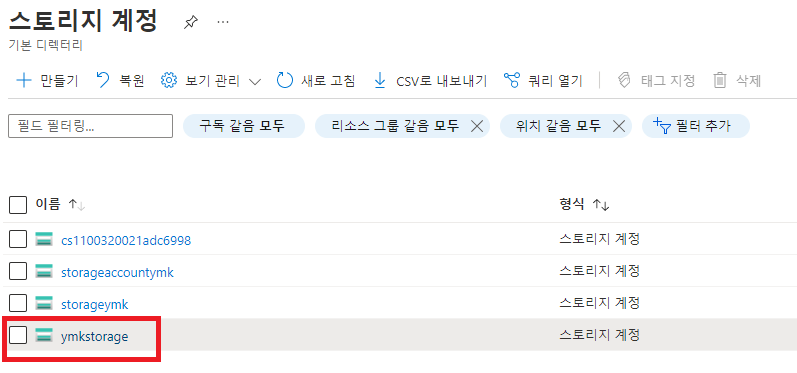 스토리지 계정
기본 디렉터리
만들기 복원 보기 관리 새로 고침 CSV로 내보내기 쿼리 열기 태그 지정 삭제
필드 필터링... 구독 같음 모두 리소스 그룹 같음 모두 위치 같음 모두 필터 추가
이름 형식
cs1100320021adc6998 스토리지 계정
storageaccountymk 스토리지 계정
storageymk 스토리지 계정
ymkstorage 스토리지 계정